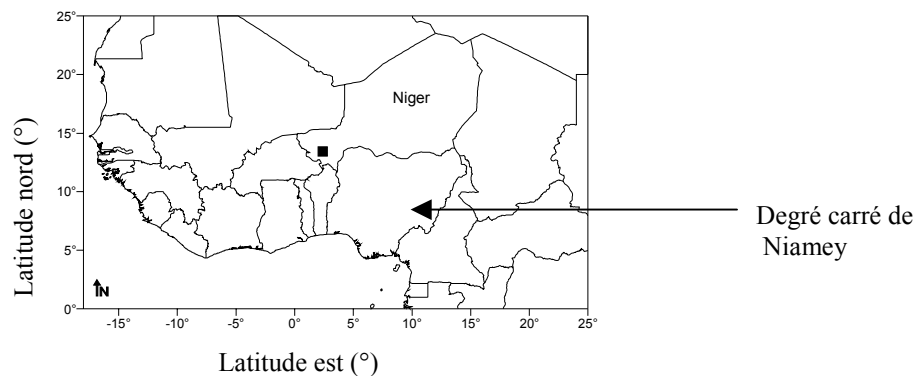 25°
20°
Niger
15°
10°
5°
0°
Latitude nord (°)
N
-15° -10° -5° 0° 5° 10° 15° 20° 25°
Latitude est (°)
Degré carré de
Niamey